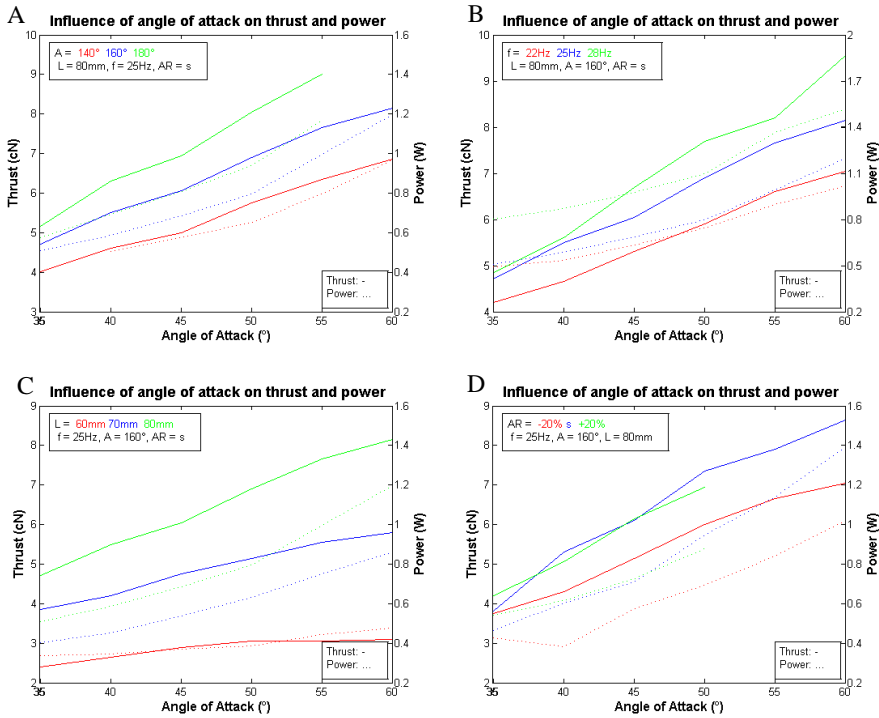 A
Influence of angle of attack on thrust and power
A = 140° 160° 180°
L = 80mm, f = 25Hz, AR = s
Thrust: -
Power: ...
10
9
8
7
6
5
4
3
Thrust (cN)
1.6
1.4
1.2
1
0.8
0.6
0.4
0.2
Power (W)
35 40 45 50 55 60
Angle of Attack (°)
B
Influence of angle of attack on thrust and power
f = 22Hz 25Hz 28Hz
L = 80mm, A = 160°, AR = s
Thrust: -
Power: ...
10
9
8
7
6
5
4
Thrust (cN)
2
1.7
1.4
1.1
0.8
0.5
0.2
Power (W)
35 40 45 50 55 60
Angle of Attack (°)
C
Influence of angle of attack on thrust and power
L = 60mm 70mm 80mm
f = 25Hz, A = 160°, AR = s
Thrust: -
Power: ...
9
8
7
6
5
4
3
2
Thrust (cN)
1.6
1.4
1.2
1
0.8
0.6
0.4
0.2
Power (W)
35 40 45 50 55 60
Angle of Attack (°)
D
Influence of angle of attack on thrust and power
AR = -20% s +20%
f = 25Hz, A = 160°, L = 80mm
Thrust: -
Power: ...
9
8
7
6
5
4
3
2
Thrust (cN)
1.6
1.4
1.2
1
0.8
0.6
0.4
0.2
Power (W)
35 40 45 50 55 60
Angle of Attack (°)